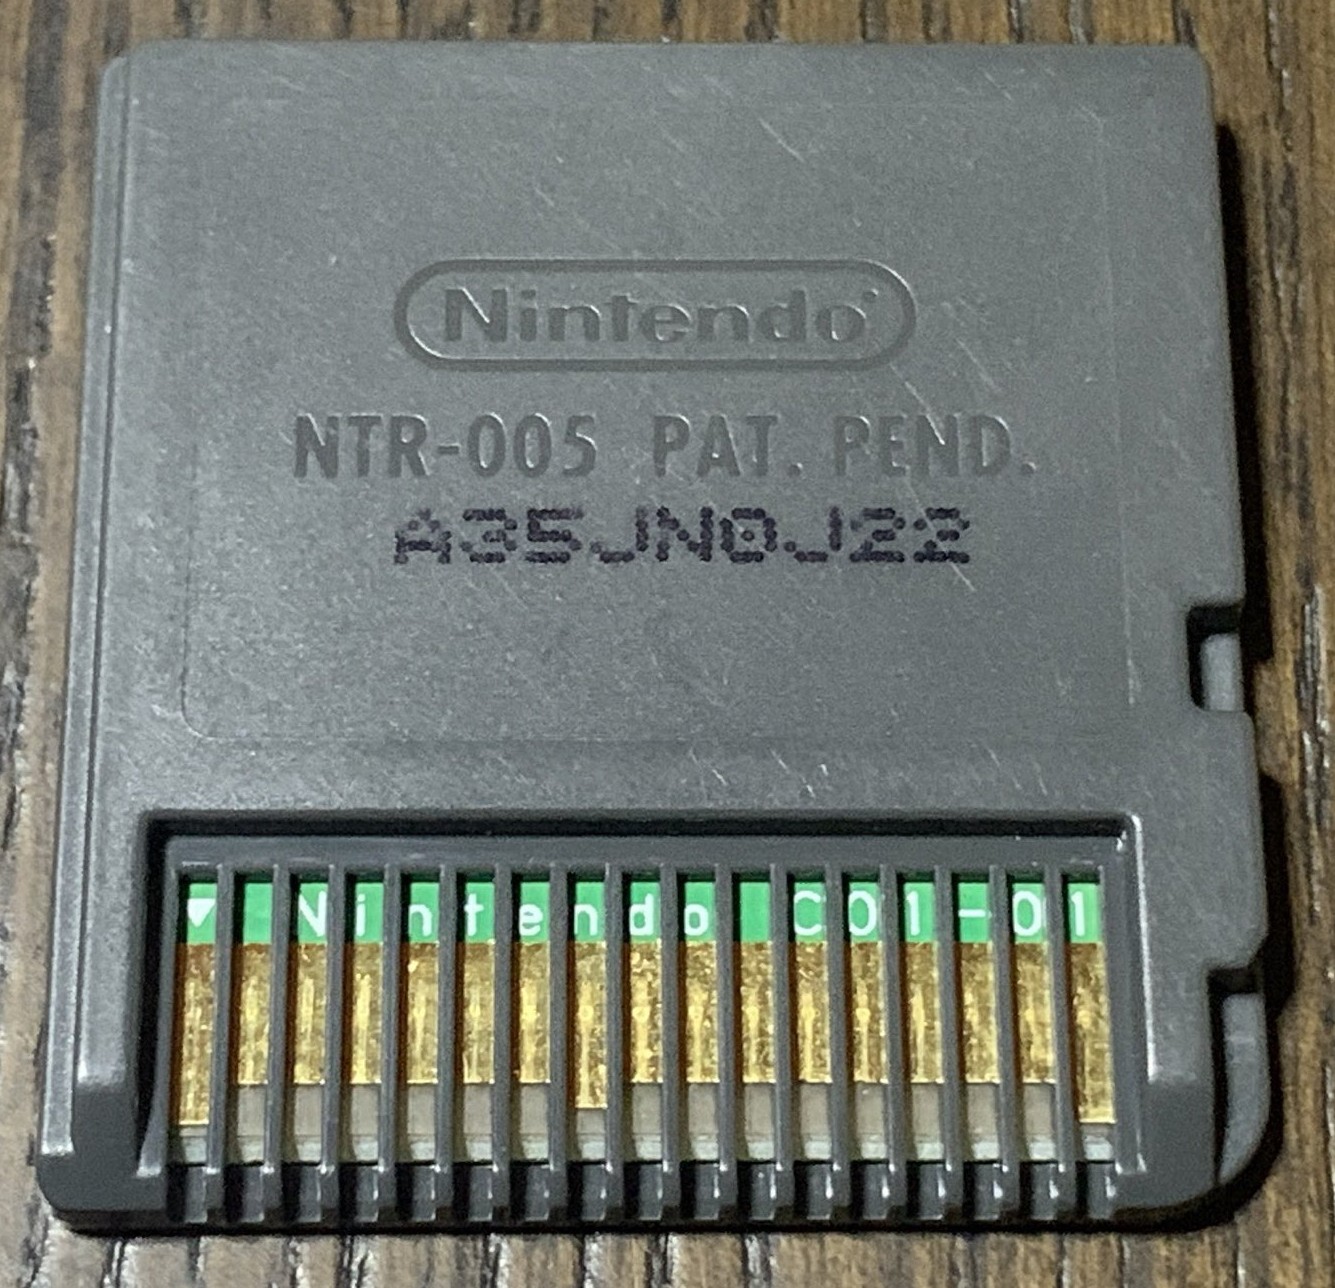 Nintendo
NTR-005 PAT. PEND.
A35JN0J22
▼ Nintendo C01-01